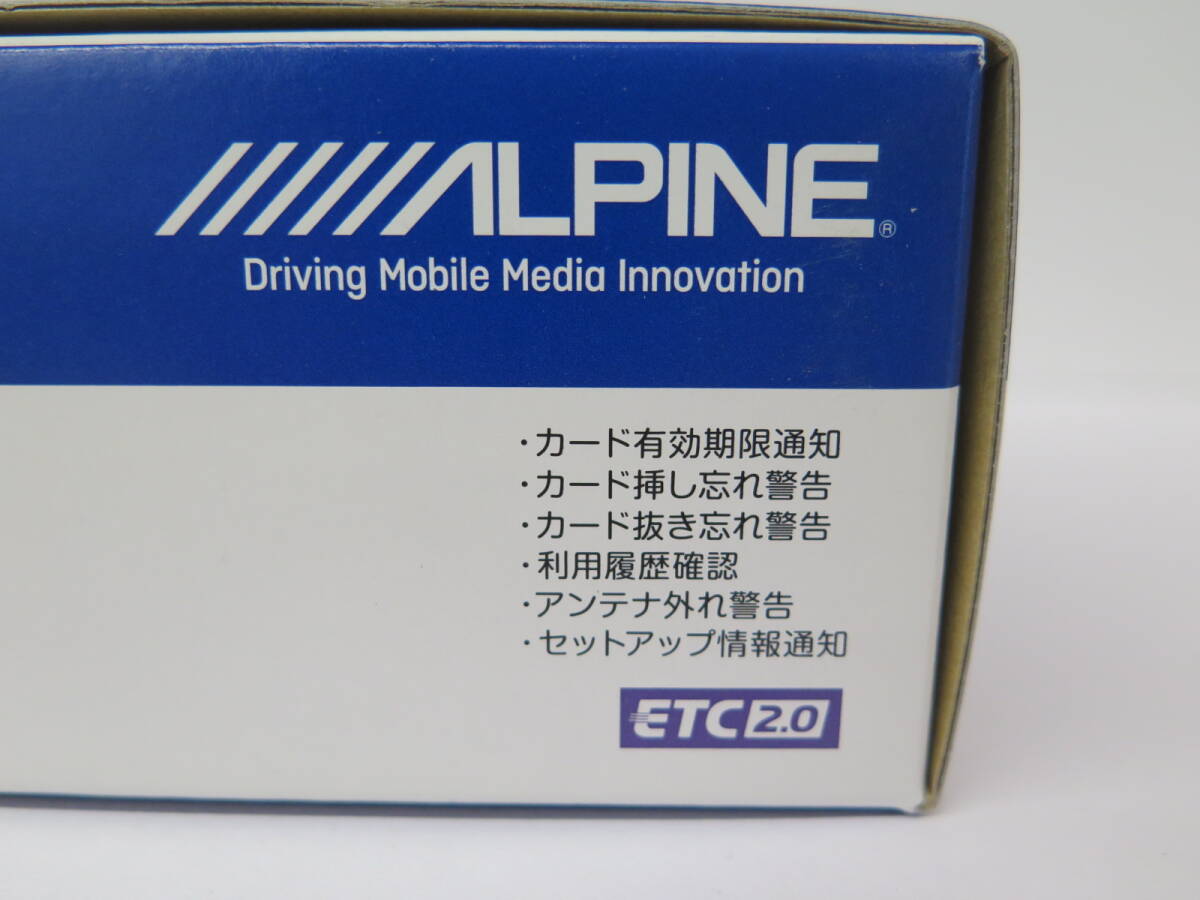 ALPINE®
Driving Mobile Media Innovation
・カード有効期限通知
・カード挿し忘れ警告
・カード抜き忘れ警告
・利用履歴確認
・アンテナ外れ警告
・セットアップ情報通知
ETC2.0